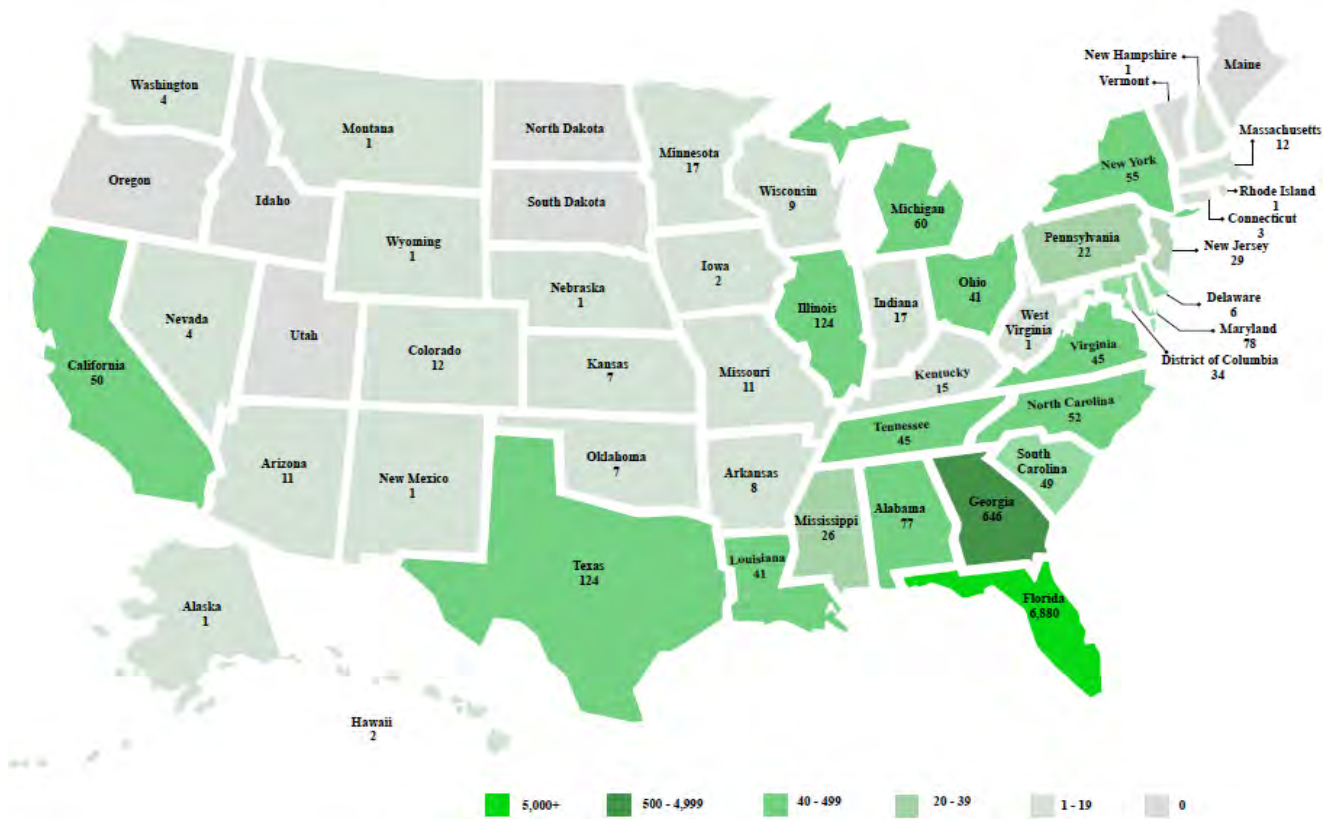 New Hampshire
1
Vermont
Maine
Washington
4
Montana
1
North Dakota
Minnesota
17
Massachusetts
12
New York
55
Oregon
Idaho
South Dakota
Wisconsin
9
Michigan
60
Rhode Island
1
Connecticut
3
Wyoming
1
Pennsylvania
22
New Jersey
29
Iowa
2
Nebraska
1
Nevada
4
Utah
Illinois
124
Indiana
17
Ohio
41
Delaware
6
West
Virginia
1
Maryland
78
Virginia
45
District of Columbia
34
California
50
Colorado
12
Kansas
7
Missouri
11
Kentucky
15
North Carolina
52
Tennessee
45
Arizona
11
New Mexico
1
Oklahoma
7
Arkansas
8
South
Carolina
49
Mississippi
26
Alabama
77
Georgia
646
Texas
124
Louisiana
41
Florida
6,880
Alaska
1
Hawaii
2
5,000+ 500 - 4,999 40 - 499 20 - 39 1 - 19 0